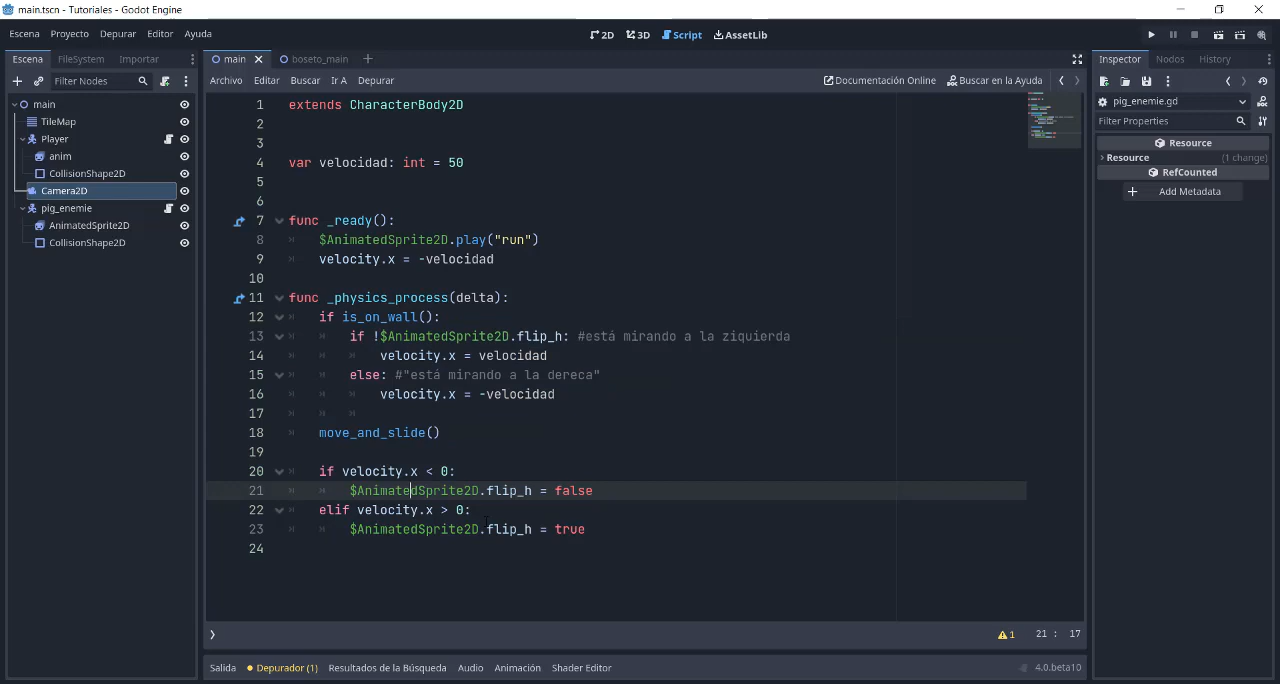 main.tscn - Tutoriales - Godot Engine
Escena Proyecto Depurar Editor Ayuda
2D 3D Script AssetLib
Escena FileSystem Importar
Filter Nodes
main
TileMap
Player
anim
CollisionShape2D
Camera2D
pig_enemie
AnimatedSprite2D
CollisionShape2D
main boseto_main
Archivo Editar Buscar Ir A Depurar
Documentación Online Buscar en la Ayuda
1 extends CharacterBody2D
2
3
4 var velocidad: int = 50
5
6
7 func _ready():
8 $AnimatedSprite2D.play("run")
9 velocity.x = -velocidad
10
11 func _physics_process(delta):
12 if is_on_wall():
13 if !$AnimatedSprite2D.flip_h: #está mirando a la ziquierda
14 velocity.x = velocidad
15 else: #"está mirando a la dereca"
16 velocity.x = -velocidad
17
18 move_and_slide()
19
20 if velocity.x < 0:
21 $AnimatedSprite2D.flip_h = false
22 elif velocity.x > 0:
23 $AnimatedSprite2D.flip_h = true
24
1 21 : 17
Salida Depurador (1) Resultados de la Búsqueda Audio Animación Shader Editor
4.0.beta10
Inspector Nodes History
pig_enemie.gd
Filter Properties
Resource
Resource (1 change)
RefCounted
Add Metadata